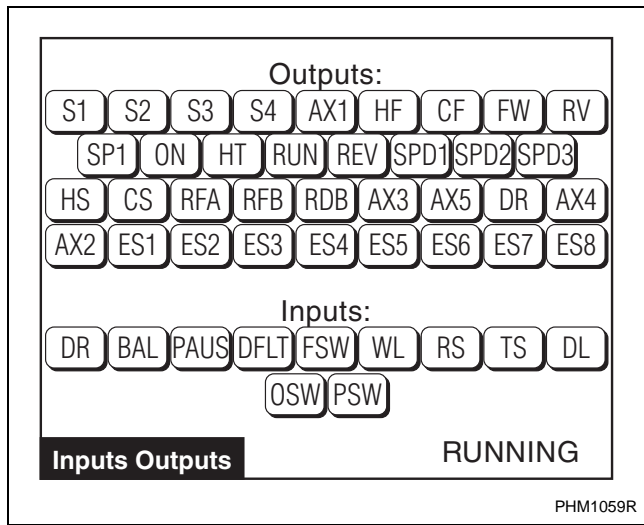 Outputs:
S1 S2 S3 S4 AX1 HF CF FW RV
SP1 ON HT RUN REV SPD1 SPD2 SPD3
HS CS RFA RFB RDB AX3 AX5 DR AX4
AX2 ES1 ES2 ES3 ES4 ES5 ES6 ES7 ES8
Inputs:
DR BAL PAUS DFLT FSW WL RS TS DL
OSW PSW
Inputs Outputs RUNNING
PHM1059R